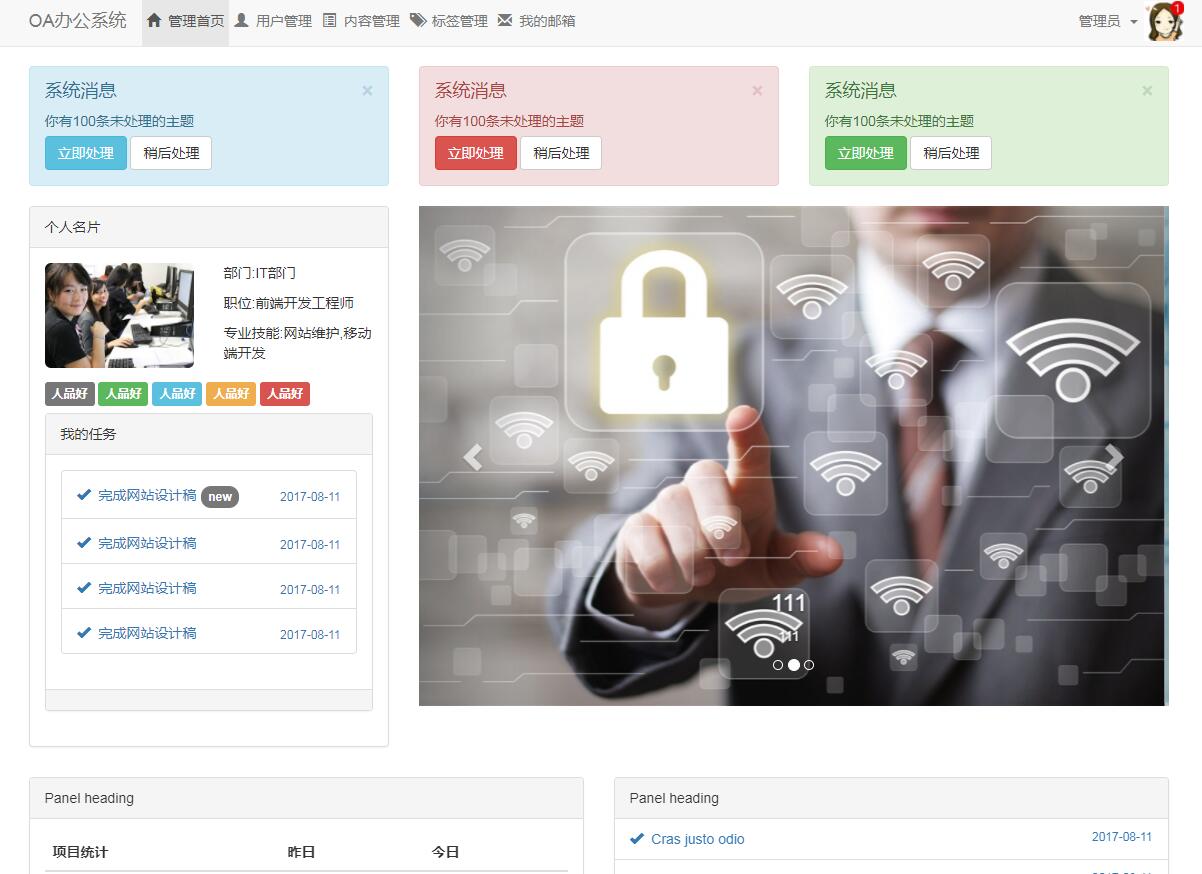 OA办公系统 管理首页 用户管理 内容管理 标签管理 我的邮箱 管理员 1
系统消息 ×
你有100条未处理的主题
立即处理 稍后处理
系统消息 ×
你有100条未处理的主题
立即处理 稍后处理
系统消息 ×
你有100条未处理的主题
立即处理 稍后处理
个人名片
部门:IT部门
职位:前端开发工程师
专业技能:网站维护,移动
端开发
人品好 人品好 人品好 人品好 人品好
我的任务
完成网站设计稿 new 2017-08-11
完成网站设计稿 2017-08-11
完成网站设计稿 2017-08-11
完成网站设计稿 2017-08-11
111
111
Panel heading
项目统计 昨日 今日
Panel heading
Cras justo odio 2017-08-11